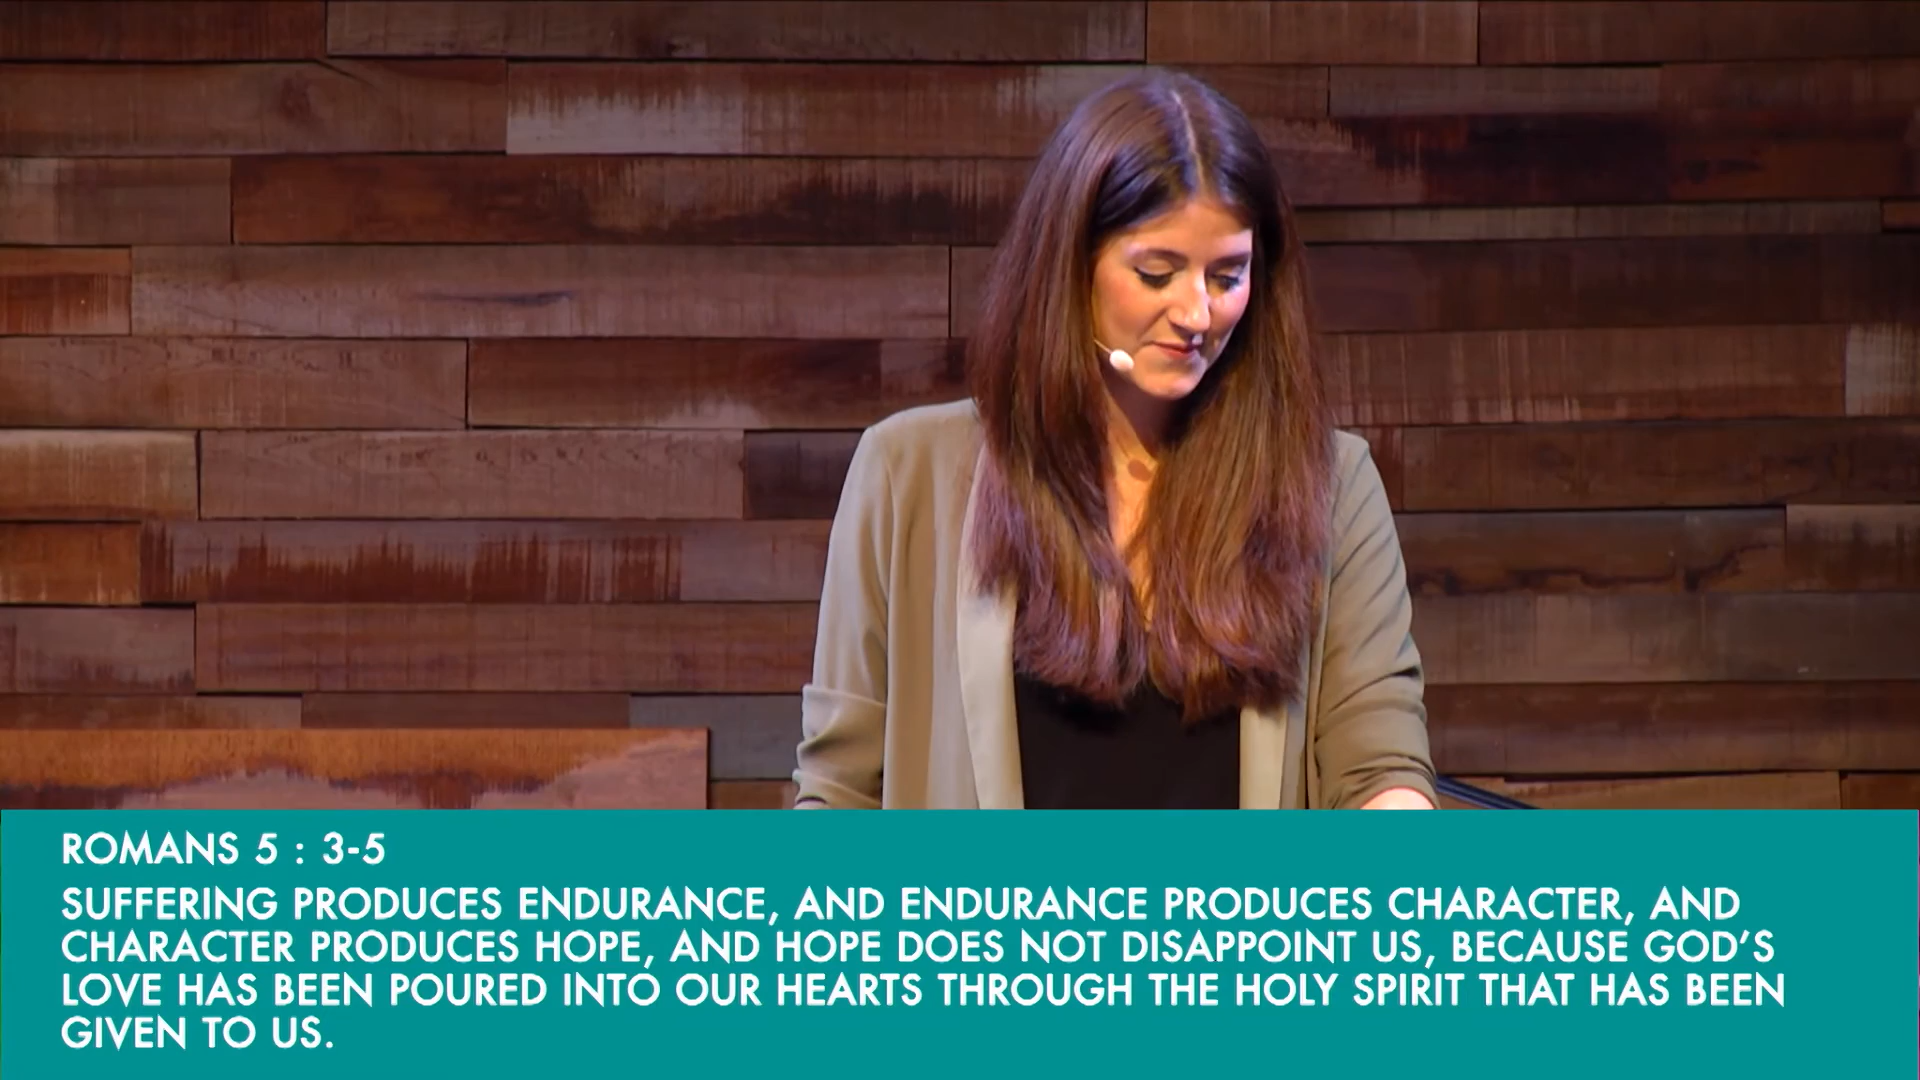 ROMANS 5 : 3-5
SUFFERING PRODUCES ENDURANCE, AND ENDURANCE PRODUCES CHARACTER, AND
CHARACTER PRODUCES HOPE, AND HOPE DOES NOT DISAPPOINT US, BECAUSE GOD'S
LOVE HAS BEEN POURED INTO OUR HEARTS THROUGH THE HOLY SPIRIT THAT HAS BEEN
GIVEN TO US.